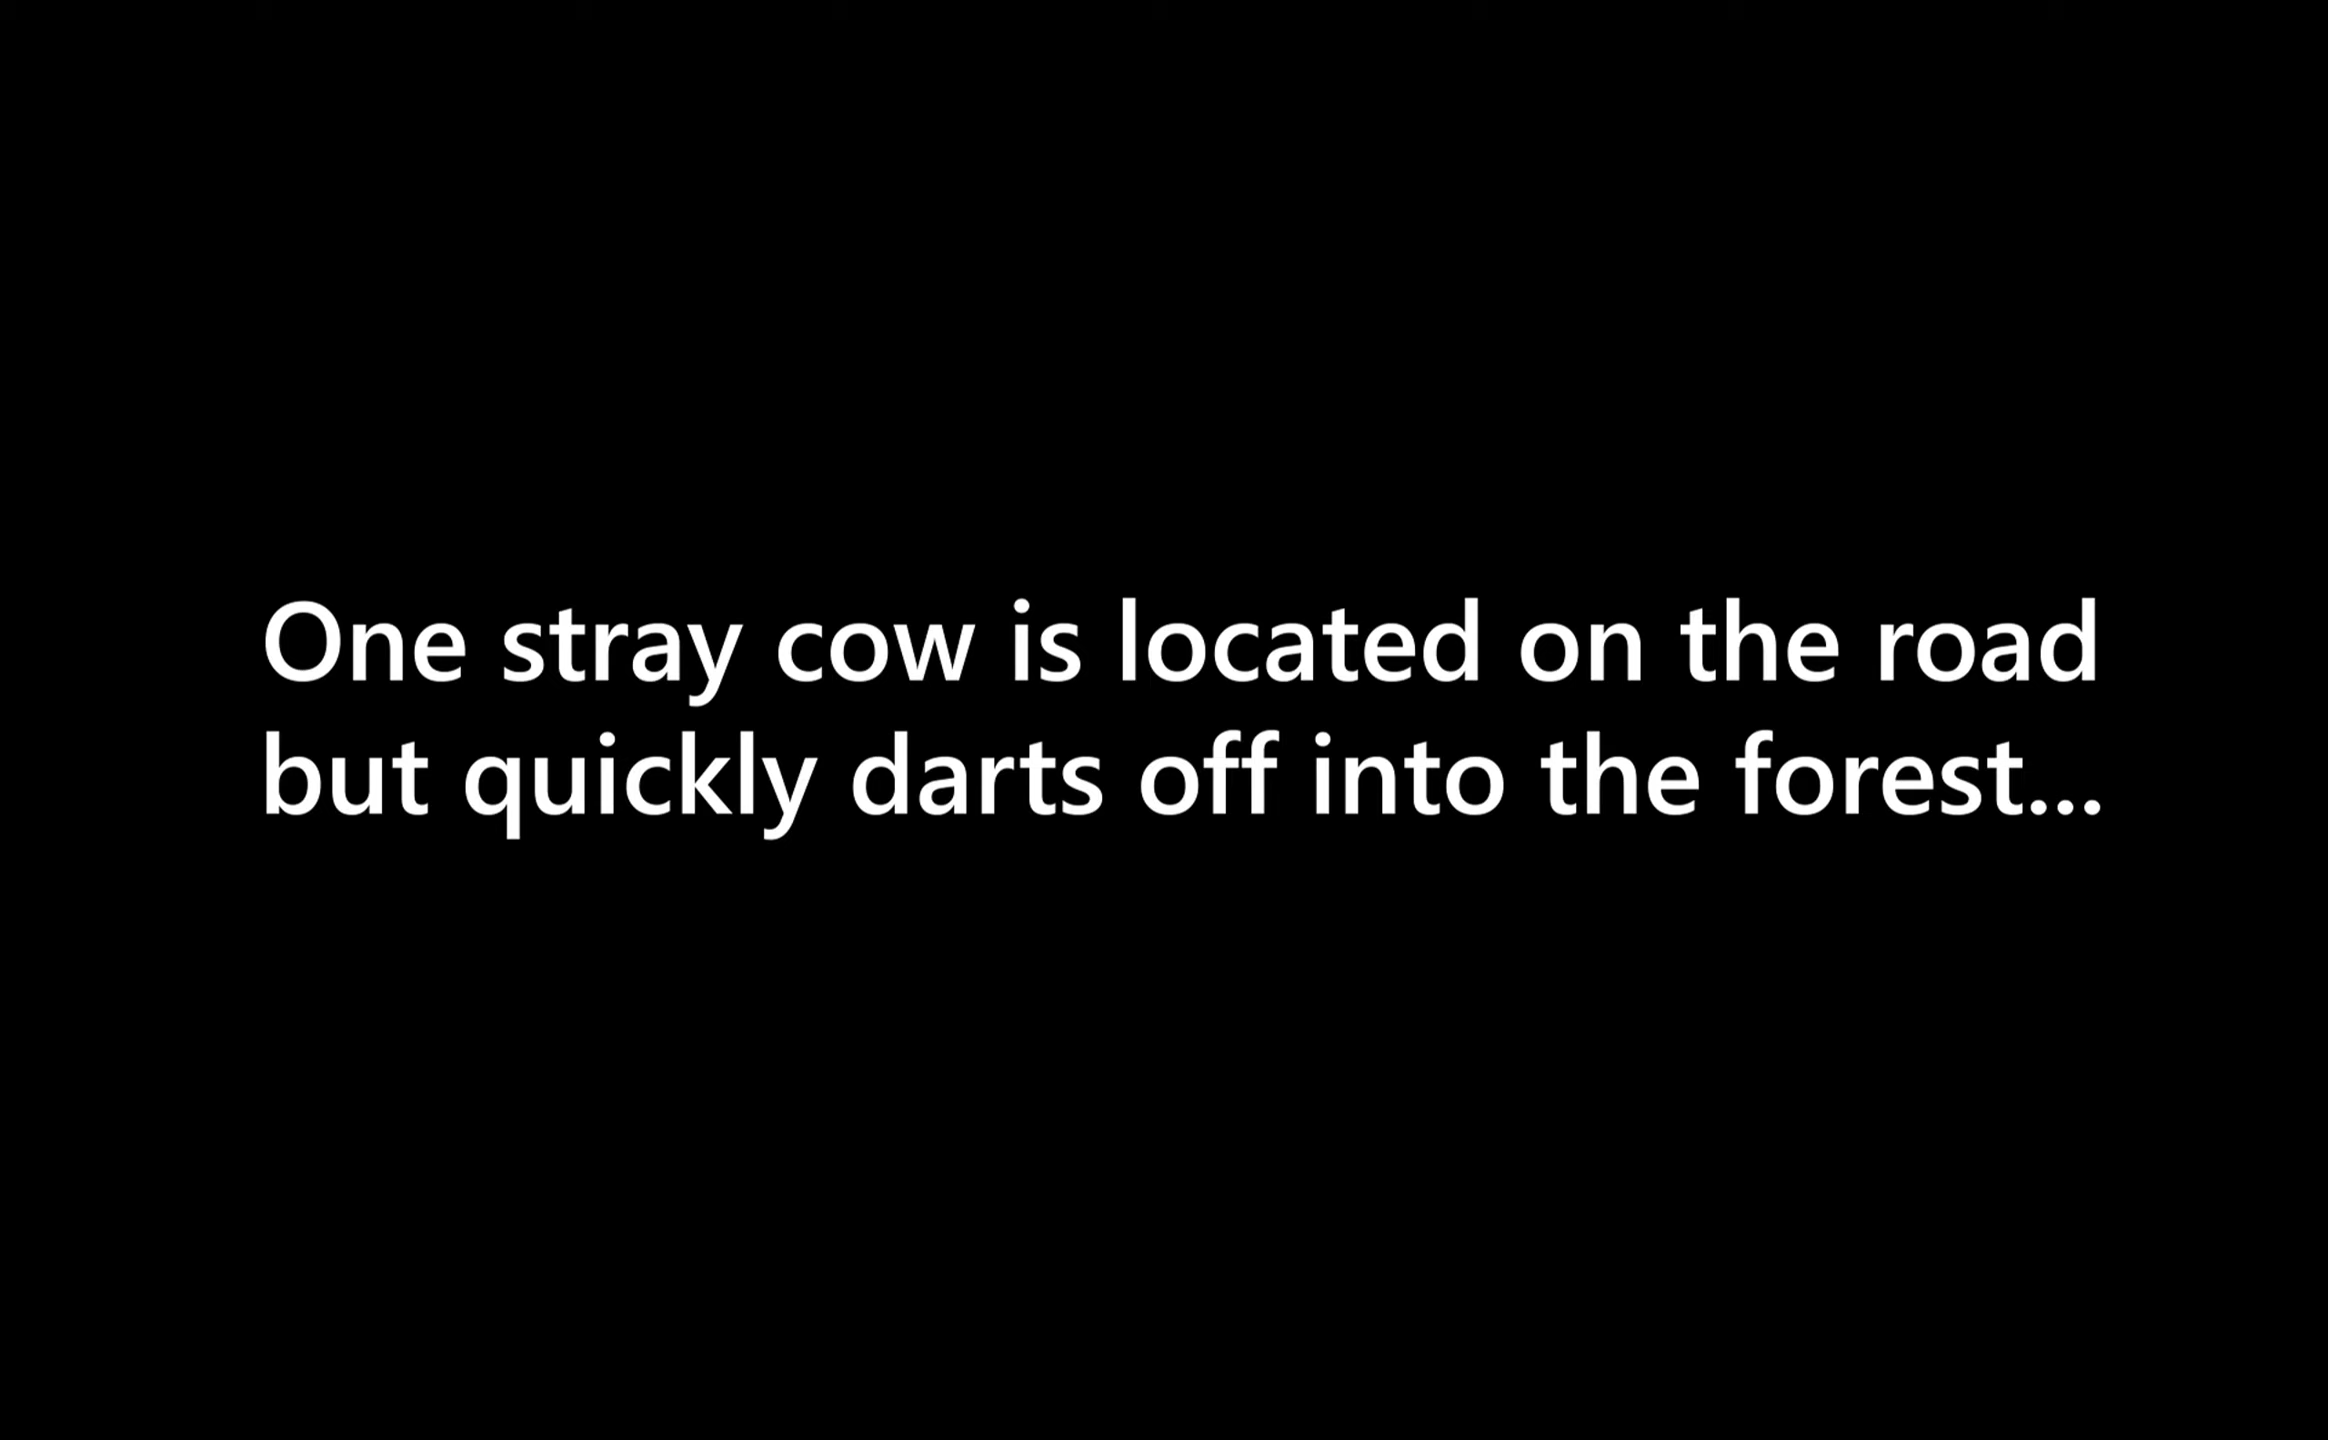 One stray cow is located on the road
but quickly darts off into the forest...